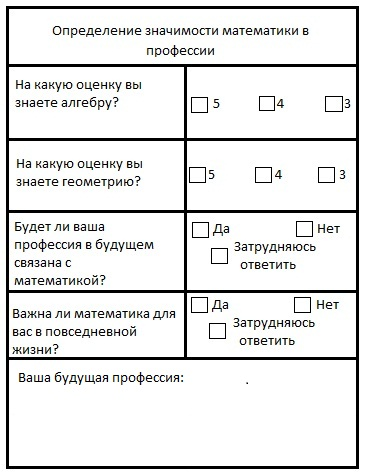 Определение значимости математики в
профессии
На какую оценку вы
знаете алгебру?
5 4 3
На какую оценку вы
знаете геометрию?
5 4 3
Будет ли ваша
профессия в будущем
связана с
математикой?
Да Нет
Затрудняюсь
ответить
Важна ли математика для
вас в повседневной
жизни?
Да Нет
Затрудняюсь
ответить
Ваша будущая профессия: .